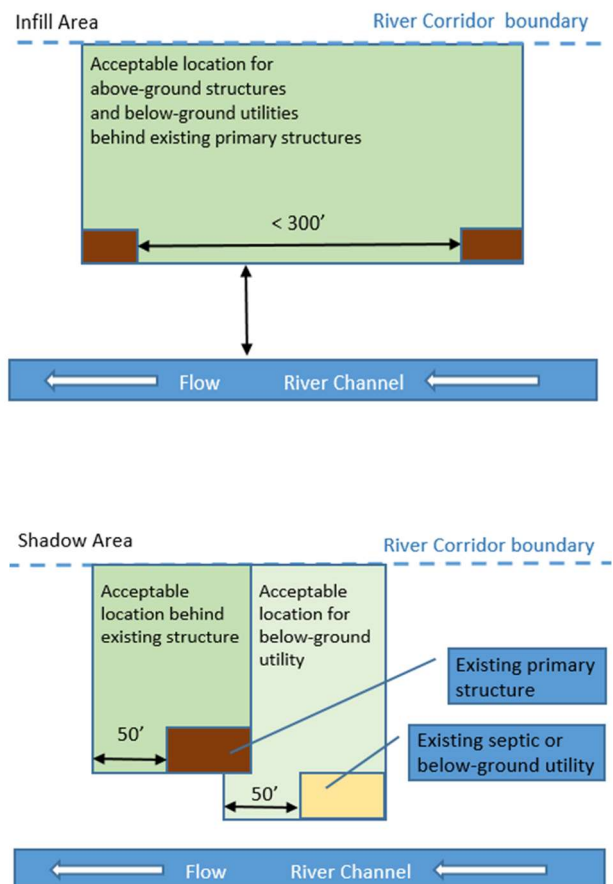 Infill Area
River Corridor boundary
Acceptable location for
above-ground structures
and below-ground utilities
behind existing primary structures
< 300’
Flow
River Channel
Shadow Area
River Corridor boundary
Acceptable
location behind
existing structure
Acceptable
location for
below-ground
utility
Existing primary
structure
50’
Existing septic or
below-ground utility
50’
Flow
River Channel